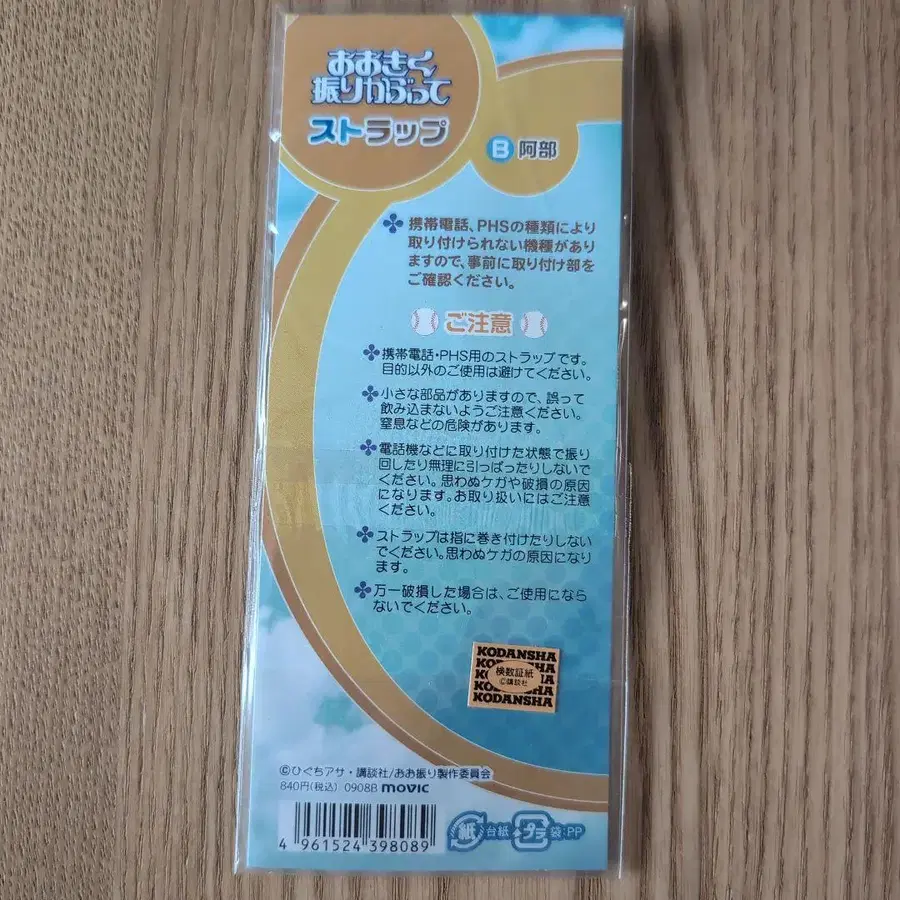 おおきく
振りかぶって
ストラップ
B 阿部
携帯電話、PHSの種類により
取り付けられない機種があり
ますので、事前に取り付け部を
ご確認ください。
ご注意
携帯電話・PHS用のストラップです。
目的以外のご使用は避けてください。
小さな部品がありますので、誤って
飲み込まないようご注意ください。
窒息などの危険があります。
電話機などに取り付けた状態で振り
回したり無理に引っぱったりしないで
ください。思わぬケガや破損の原因
になります。お取り扱いにはご注意
ください。
ストラップは指に巻き付けたりしない
でください。思わぬケガの原因になりま
す。
万一破損した場合は、ご使用になら
ないでください。
KODANSHA
検数証紙
©講談社
KODANSHA
©ひぐちアサ・講談社/おお振り製作委員会
840円(税込) 0908B movic
4 961524 398089
紙 台紙 プラ 袋:PP